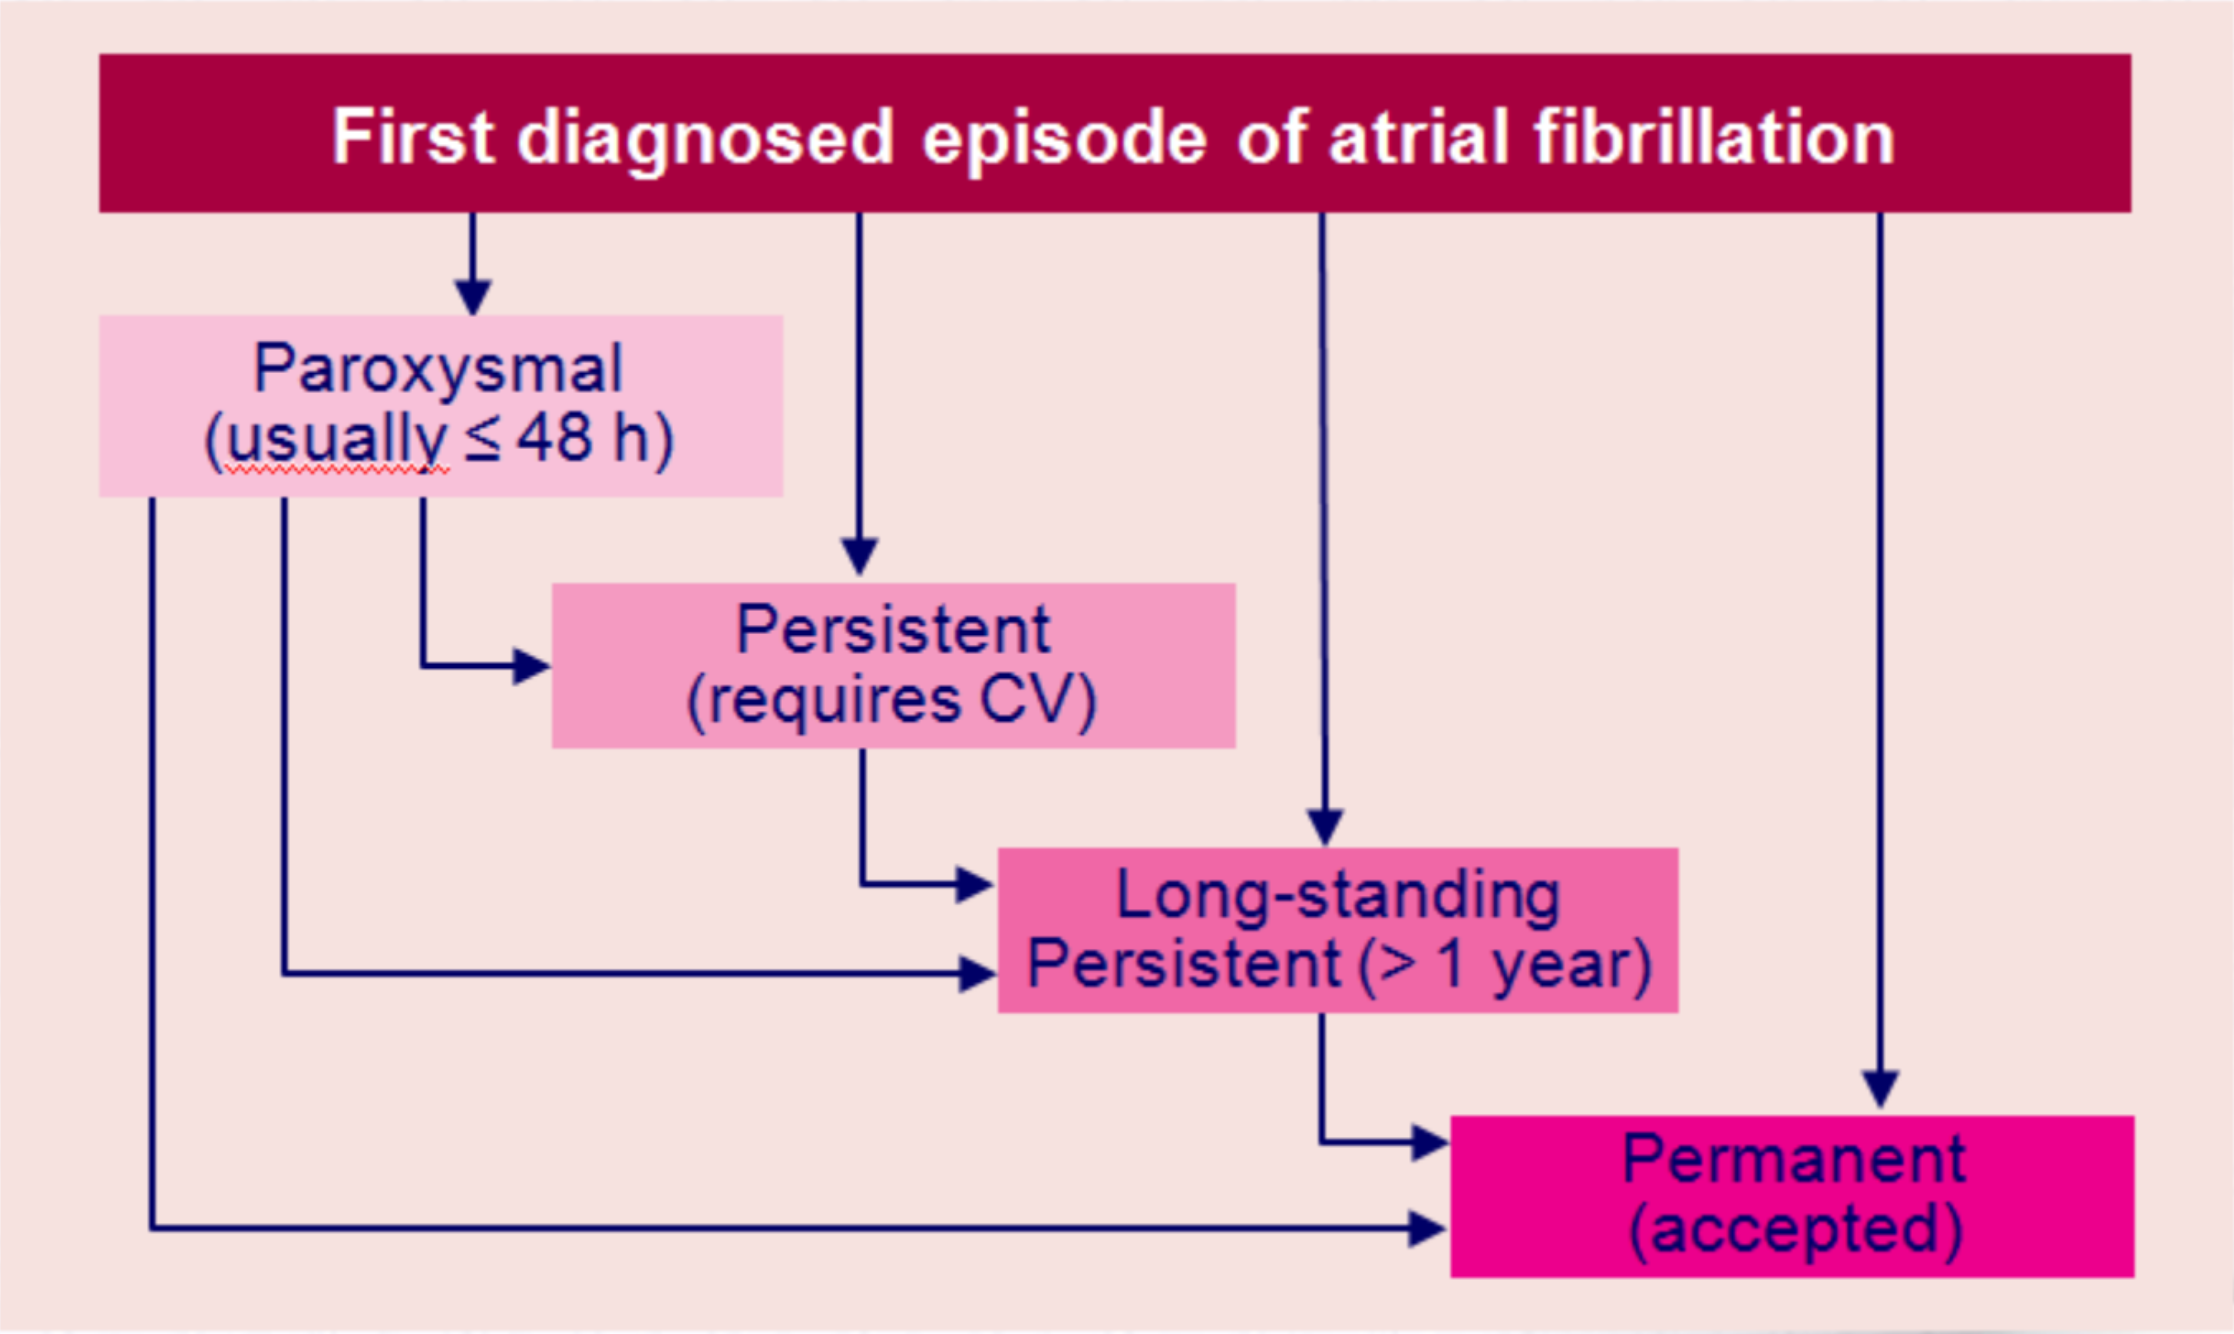 First diagnosed episode of atrial fibrillation
Paroxysmal
(usually ≤ 48 h)
Persistent
(requires CV)
Long-standing
Persistent (> 1 year)
Permanent
(accepted)